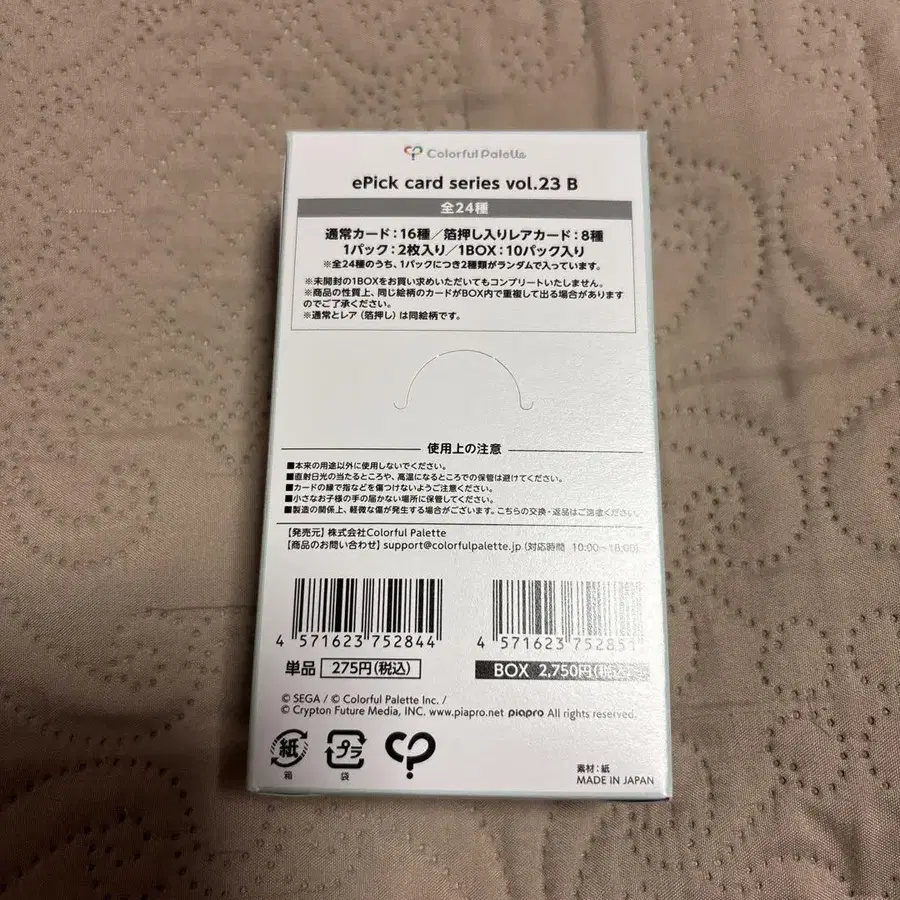 Colorful Palette
ePick card series vol.23 B
全24種
通常カード：16種／箔押し入りレアカード：8種
1パック：2枚入り／1BOX：10パック入り
※全24種のうち、1パックにつき2種類がランダムで入っています。
※未開封の1BOXをお買い求めいただいてもコンプリートいたしません。
※商品の性質上、同じ絵柄のカードがBOX内で重複して出る場合があります
のでご了承ください。
※通常とレア（箔押し）は同絵柄です。
使用上の注意
■本来の用途以外に使用しないでください。
■直射日光の当たるところや、高温になるところでの保管は避けてください。
■カードの縁で指などを傷つけないようご注意ください。
■小さなお子様の手の届かない場所に保管してください。
■製造の関係上、軽微な傷が発生する場合がございます。こちらの交換・返品はご遠慮ください。
【発売元】株式会社Colorful Palette
【商品のお問い合わせ】support@colorfulpalette.jp（対応時間 10:00～18:00）
4 571623 752844
4 571623 752851
単品 275円（税込）
BOX 2,750円（税込）
© SEGA / © Colorful Palette Inc. /
© Crypton Future Media, INC. www.piapro.net piapro All rights reserved.
紙
箱
プラ
袋
素材：紙
MADE IN JAPAN